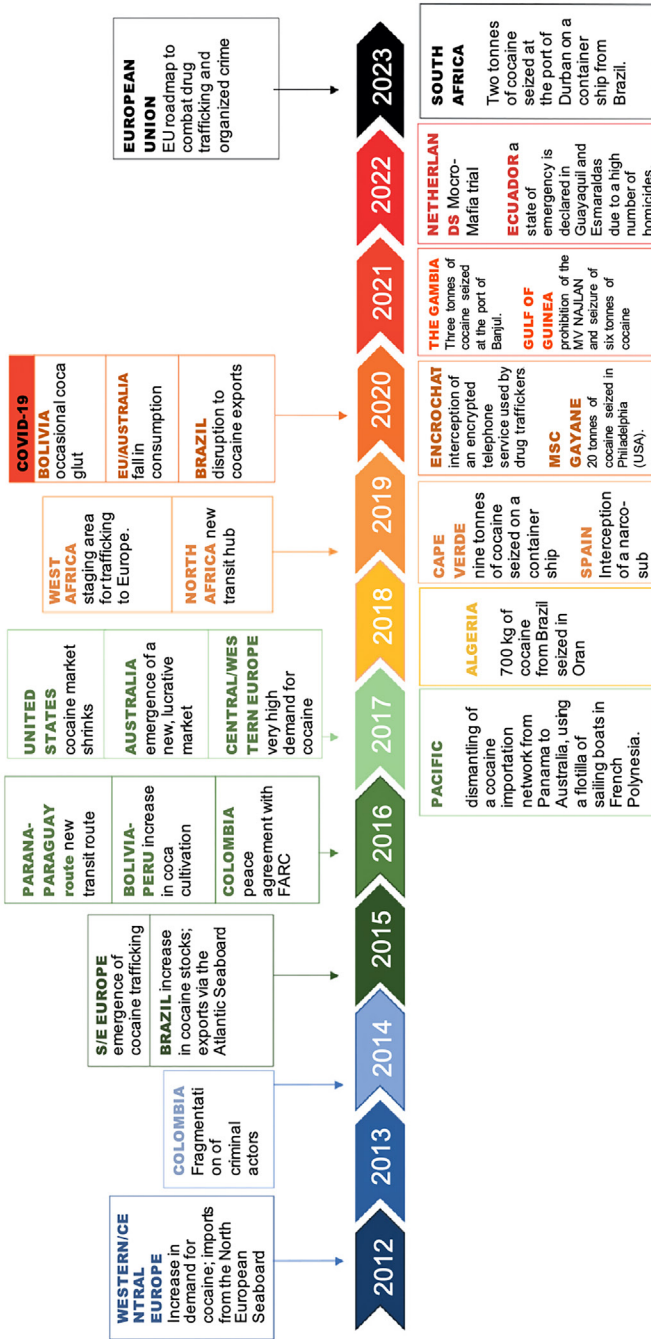 WESTERN/CE
NTRAL
EUROPE
Increase in
demand for
cocaine; imports
from the North
European
Seaboard
COLOMBIA
Fragmentati
on of
criminal
actors
S/E EUROPE
emergence of
cocaine trafficking
BRAZIL increase
in cocaine stocks;
exports via the
Atlantic Seaboard
PARANA-
PARAGUAY
route new
transit route
BOLIVIA-
PERU increase
in coca
cultivation
COLOMBIA
peace
agreement with
FARC
UNITED
STATES
cocaine market
shrinks
AUSTRALIA
emergence of a
new, lucrative
market
CENTRAL/WES
TERN EUROPE
very high
demand for
cocaine
WEST
AFRICA
staging area
for trafficking
to Europe.
NORTH
AFRICA new
transit hub
COVID-19
BOLIVIA
occasional coca
glut
EU/AUSTRALIA
fall in
consumption
BRAZIL
disruption to
cocaine exports
EUROPEAN
UNION
EU roadmap to
combat drug
trafficking and
organized crime
2012
2013
2014
2015
2016
2017
2018
2019
2020
2021
2022
2023
PACIFIC
dismantling of
a cocaine
importation
network from
Panama to
Australia, using
a flotilla of
sailing boats in
French
Polynesia.
ALGERIA
700 kg of
cocaine
from Brazil
seized in
Oran
CAPE
VERDE
nine tonnes
of cocaine
seized on a
container
ship
SPAIN
Interception
of a narco-
sub
ENCROCHAT
interception of
an encrypted
telephone
service used by
drug traffickers
MSC
GAYANE
20 tonnes of
cocaine seized in
Philadelphia
(USA).
THE GAMBIA
Three tonnes of
cocaine seized
at the port of
Banjul.
GULF OF
GUINEA
prohibition of the
MV NAJLAN
and seizure of
six tonnes of
cocaine
NETHERLAN
DS Mocro-
Mafia trial
ECUADOR a
state of
emergency is
declared in
Guayaquil and
Esmaraldas
due to a high
number of
homicides
SOUTH
AFRICA
Two tonnes
of cocaine
seized at
the port of
Durban on a
container
ship from
Brazil.